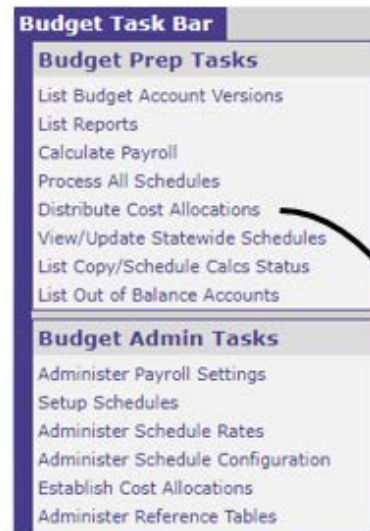 Budget Task Bar
Budget Prep Tasks
List Budget Account Versions
List Reports
Calculate Payroll
Process All Schedules
Distribute Cost Allocations
View/Update Statewide Schedules
List Copy/Schedule Calcs Status
List Out of Balance Accounts
Budget Admin Tasks
Administer Payroll Settings
Setup Schedules
Administer Schedule Rates
Administer Schedule Configuration
Establish Cost Allocations
Administer Reference Tables